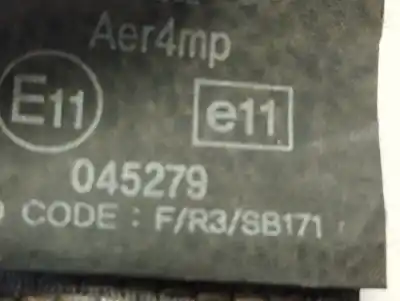 Aer4mp
E11 e11
045279
CODE : F/R3/SB171